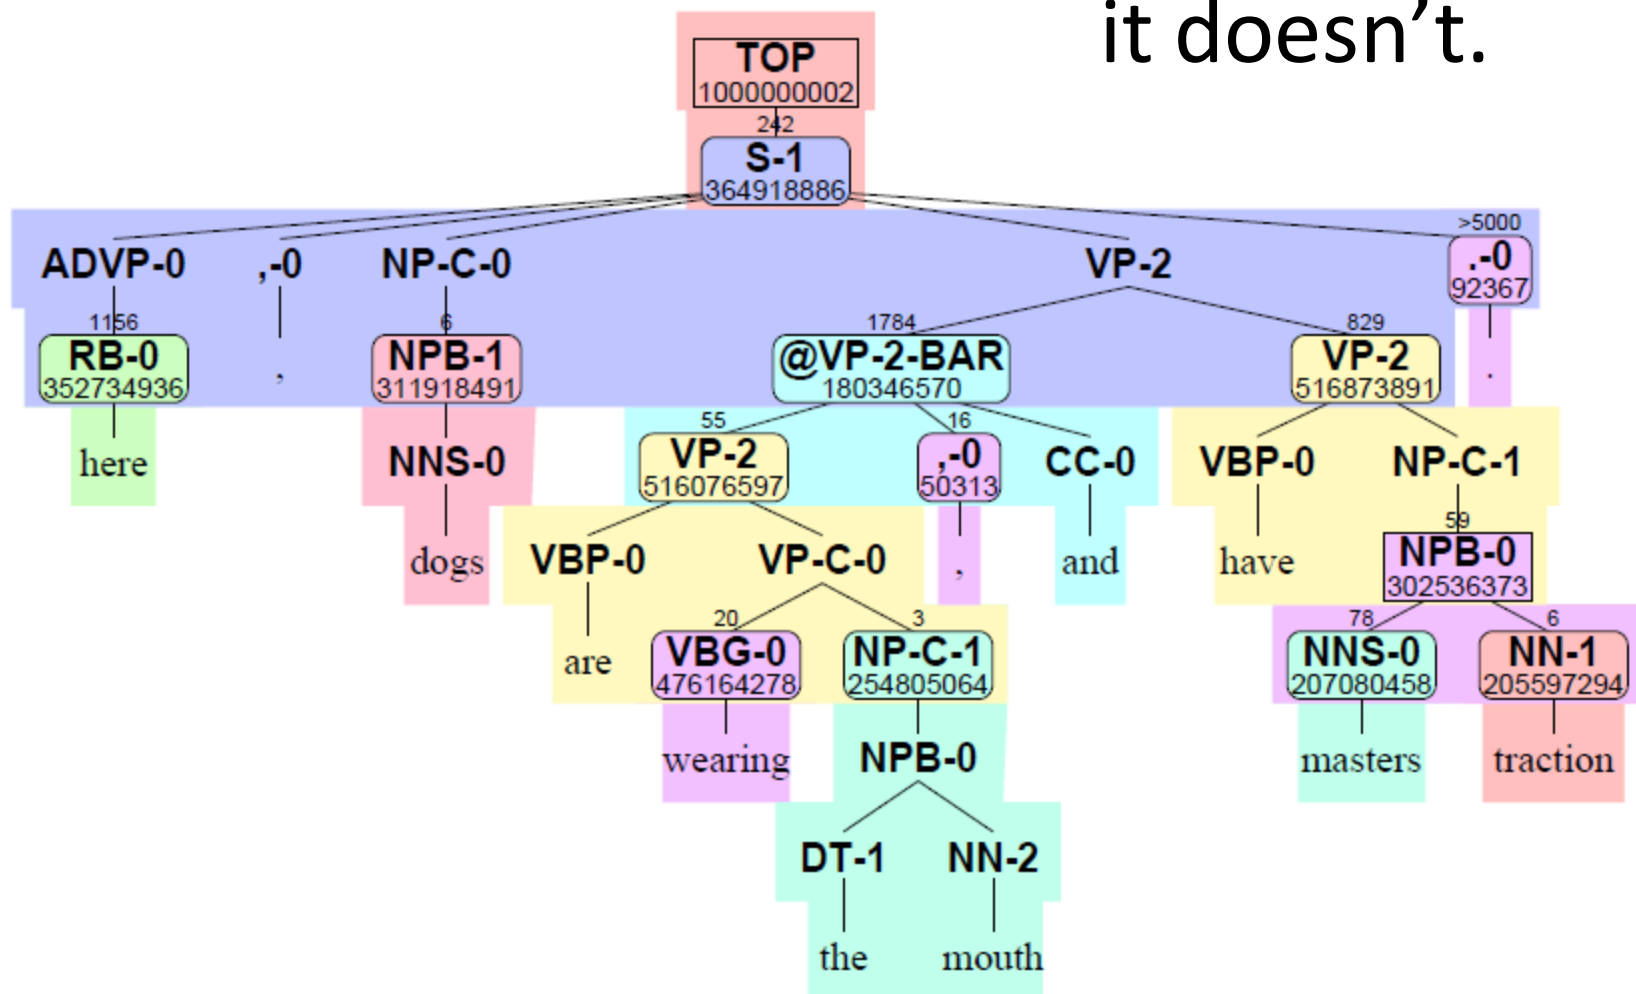 it doesn’t.
TOP
1000000002
242
S-1
364918886
>5000
ADVP-0 ,-0 NP-C-0 VP-2 .-0
92367
1156 6 1784 829
RB-0 , NPB-1 @VP-2-BAR VP-2 .
352734936 311918491 180346570 516873891
55 16
here NNS-0 VP-2 ,-0 CC-0 VBP-0 NP-C-1
516076597 50313
59
dogs VBP-0 VP-C-0 , and have NPB-0
302536373
20 3 78 6
are VBG-0 NP-C-1 NNS-0 NN-1
476164278 254805064 207080458 205597294
wearing NPB-0 masters traction
DT-1 NN-2
the mouth